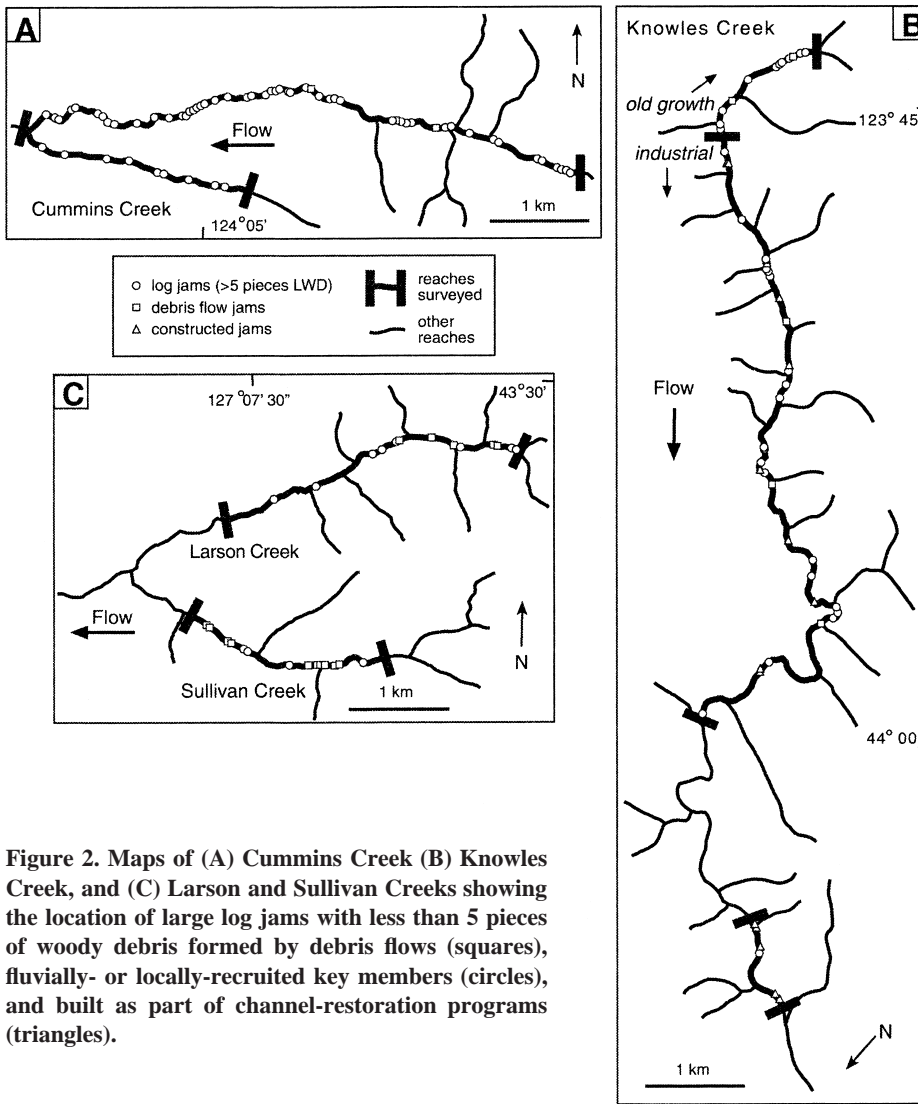 A
N
Flow
Cummins Creek
124°05'
1 km
log jams (>5 pieces LWD)
debris flow jams
constructed jams
reaches
surveyed
other
reaches
C
127°07' 30"
43°30'
Larson Creek
Flow
N
Sullivan Creek
1 km
Figure 2. Maps of (A) Cummins Creek (B) Knowles
Creek, and (C) Larson and Sullivan Creeks showing
the location of large log jams with less than 5 pieces
of woody debris formed by debris flows (squares),
fluvially- or locally-recruited key members (circles),
and built as part of channel-restoration programs
(triangles).
B
Knowles Creek
old growth
123° 45
industrial
Flow
44° 00
N
1 km